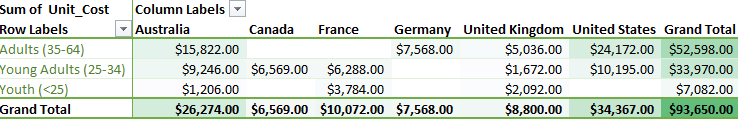 Sum of Unit_Cost Column Labels
Row Labels Australia Canada France Germany United Kingdom United States Grand Total
Adults (35-64) $15,822.00 $7,568.00 $5,036.00 $24,172.00 $52,598.00
Young Adults (25-34) $9,246.00 $6,569.00 $6,288.00 $1,672.00 $10,195.00 $33,970.00
Youth (<25) $1,206.00 $3,784.00 $2,092.00 $7,082.00
Grand Total $26,274.00 $6,569.00 $10,072.00 $7,568.00 $8,800.00 $34,367.00 $93,650.00